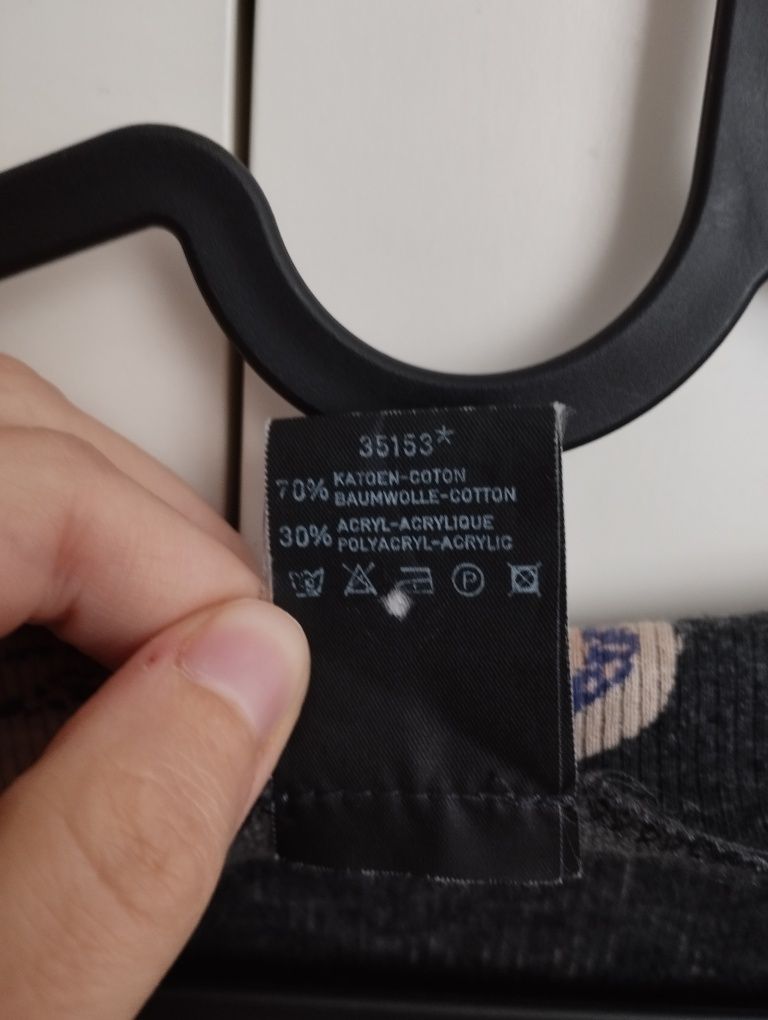 35153*
70% KATOEN-COTON
BAUMWOLLE-COTTON
30% ACRYL-ACRYLIQUE
POLYACRYL-ACRYLIC
P